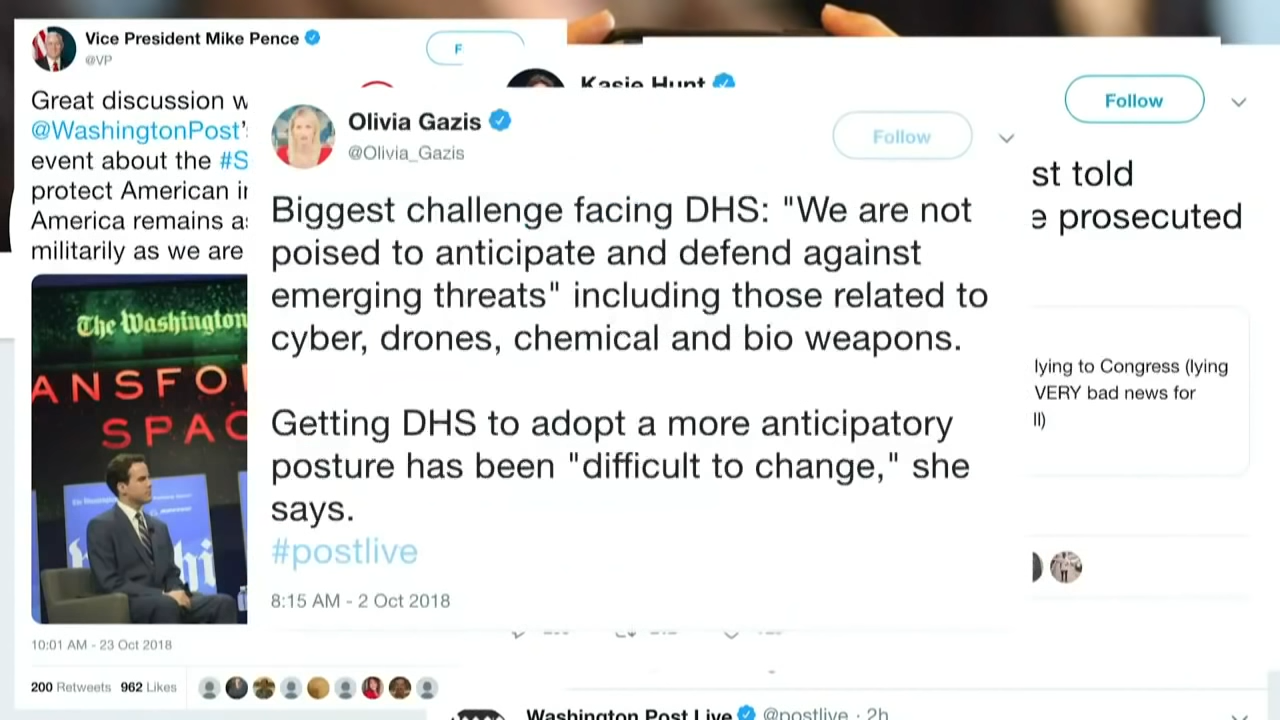 Vice President Mike Pence
@VP
F
Great discussion w
@WashingtonPost's
event about the #S
protect American in
America remains as
militarily as we are
The Washington
ANSFO
SPAC
10:01 AM - 23 Oct 2018
200 Retweets 962 Likes
Kasie Hunt
Follow
st told
e prosecuted
lying to Congress (lying
VERY bad news for
ll)
Olivia Gazis
@Olivia_Gazis
Follow
Biggest challenge facing DHS: "We are not
poised to anticipate and defend against
emerging threats" including those related to
cyber, drones, chemical and bio weapons.
Getting DHS to adopt a more anticipatory
posture has been "difficult to change," she
says.
#postlive
8:15 AM - 2 Oct 2018
Washington Post Live @postlive · 2h